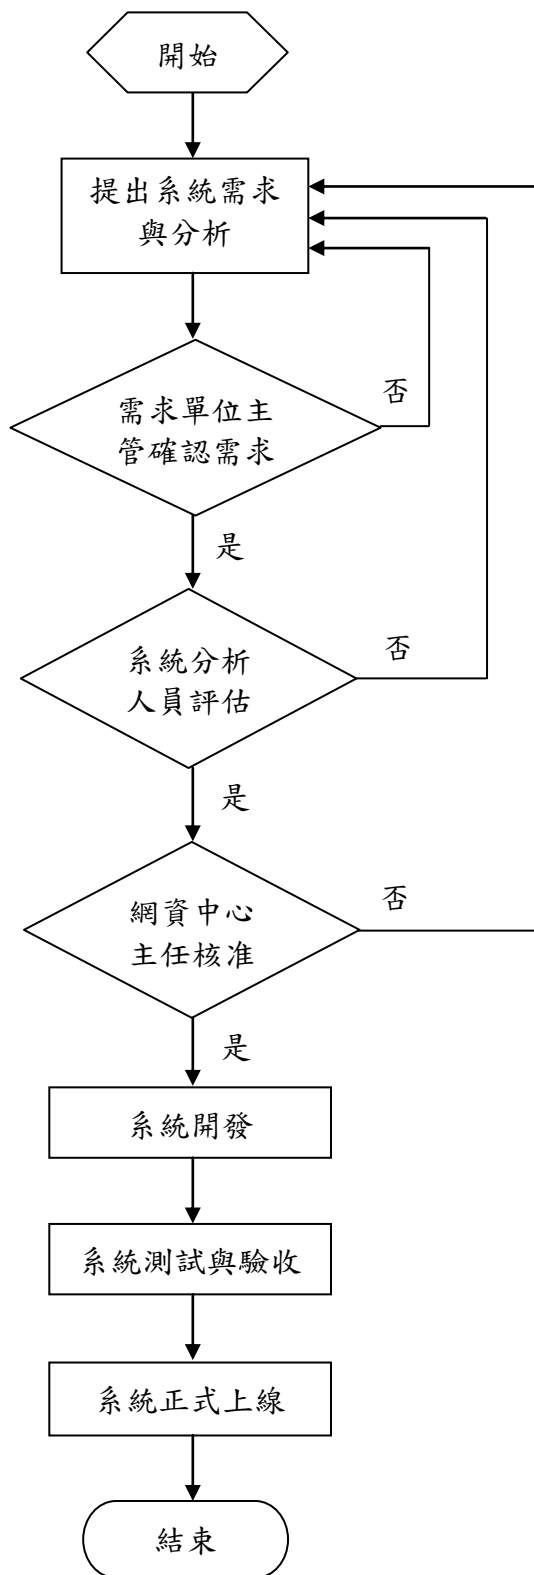 開始
提出系統需求
與分析
需求單位主
管確認需求
否
是
系統分析
人員評估
否
是
網資中心
主任核准
否
是
系統開發
系統測試與驗收
系統正式上線
結束